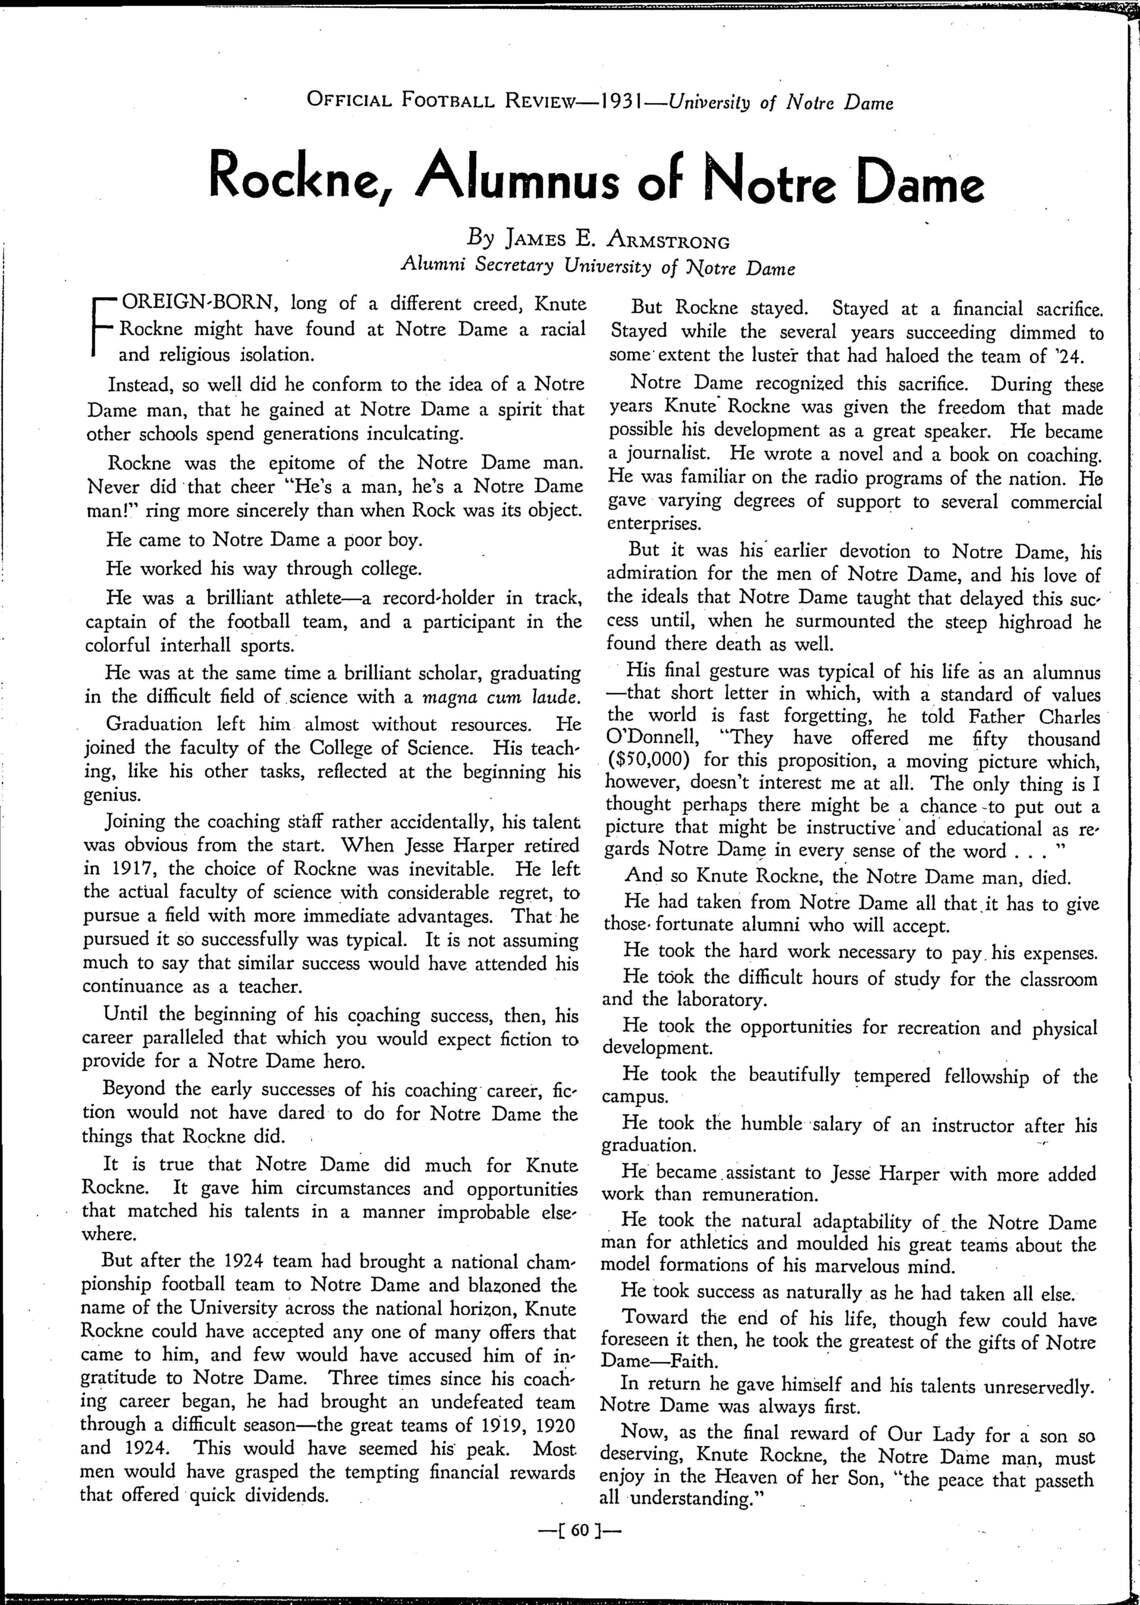 OFFICIAL FOOTBALL REVIEW—1931—University of Notre Dame
Rockne, Alumnus of Notre Dame
By JAMES E. ARMSTRONG
Alumni Secretary University of Notre Dame
FOREIGN-BORN, long of a different creed, Knute
Rockne might have found at Notre Dame a racial
and religious isolation.
Instead, so well did he conform to the idea of a Notre
Dame man, that he gained at Notre Dame a spirit that
other schools spend generations inculcating.
Rockne was the epitome of the Notre Dame man.
Never did that cheer "He's a man, he's a Notre Dame
man!" ring more sincerely than when Rock was its object.
He came to Notre Dame a poor boy.
He worked his way through college.
He was a brilliant athlete—a record-holder in track,
captain of the football team, and a participant in the
colorful interhall sports.
He was at the same time a brilliant scholar, graduating
in the difficult field of science with a magna cum laude.
Graduation left him almost without resources. He
joined the faculty of the College of Science. His teach-
ing, like his other tasks, reflected at the beginning his
genius.
Joining the coaching staff rather accidentally, his talent
was obvious from the start. When Jesse Harper retired
in 1917, the choice of Rockne was inevitable. He left
the actual faculty of science with considerable regret, to
pursue a field with more immediate advantages. That he
pursued it so successfully was typical. It is not assuming
much to say that similar success would have attended his
continuance as a teacher.
Until the beginning of his coaching success, then, his
career paralleled that which you would expect fiction to
provide for a Notre Dame hero.
Beyond the early successes of his coaching career, fic-
tion would not have dared to do for Notre Dame the
things that Rockne did.
It is true that Notre Dame did much for Knute
Rockne. It gave him circumstances and opportunities
that matched his talents in a manner improbable else-
where.
But after the 1924 team had brought a national cham-
pionship football team to Notre Dame and blazoned the
name of the University across the national horizon, Knute
Rockne could have accepted any one of many offers that
came to him, and few would have accused him of in-
gratitude to Notre Dame. Three times since his coach-
ing career began, he had brought an undefeated team
through a difficult season—the great teams of 1919, 1920
and 1924. This would have seemed his peak. Most
men would have grasped the tempting financial rewards
that offered quick dividends.
But Rockne stayed. Stayed at a financial sacrifice.
Stayed while the several years succeeding dimmed to
some extent the luster that had haloed the team of '24.
Notre Dame recognized this sacrifice. During these
years Knute Rockne was given the freedom that made
possible his development as a great speaker. He became
a journalist. He wrote a novel and a book on coaching.
He was familiar on the radio programs of the nation. He
gave varying degrees of support to several commercial
enterprises.
But it was his earlier devotion to Notre Dame, his
admiration for the men of Notre Dame, and his love of
the ideals that Notre Dame taught that delayed this suc-
cess until, when he surmounted the steep highroad he
found there death as well.
His final gesture was typical of his life as an alumnus
—that short letter in which, with a standard of values
the world is fast forgetting, he told Father Charles
O'Donnell, "They have offered me fifty thousand
($50,000) for this proposition, a moving picture which,
however, doesn't interest me at all. The only thing is I
thought perhaps there might be a chance to put out a
picture that might be instructive and educational as re-
gards Notre Dame in every sense of the word . . . "
And so Knute Rockne, the Notre Dame man, died.
He had taken from Notre Dame all that it has to give
those fortunate alumni who will accept.
He took the hard work necessary to pay his expenses.
He took the difficult hours of study for the classroom
and the laboratory.
He took the opportunities for recreation and physical
development.
He took the beautifully tempered fellowship of the
campus.
He took the humble salary of an instructor after his
graduation.
He became assistant to Jesse Harper with more added
work than remuneration.
He took the natural adaptability of the Notre Dame
man for athletics and moulded his great teams about the
model formations of his marvelous mind.
He took success as naturally as he had taken all else.
Toward the end of his life, though few could have
foreseen it then, he took the greatest of the gifts of Notre
Dame—Faith.
In return he gave himself and his talents unreservedly.
Notre Dame was always first.
Now, as the final reward of Our Lady for a son so
deserving, Knute Rockne, the Notre Dame man, must
enjoy in the Heaven of her Son, "the peace that passeth
all understanding."
—[ 60 ]—